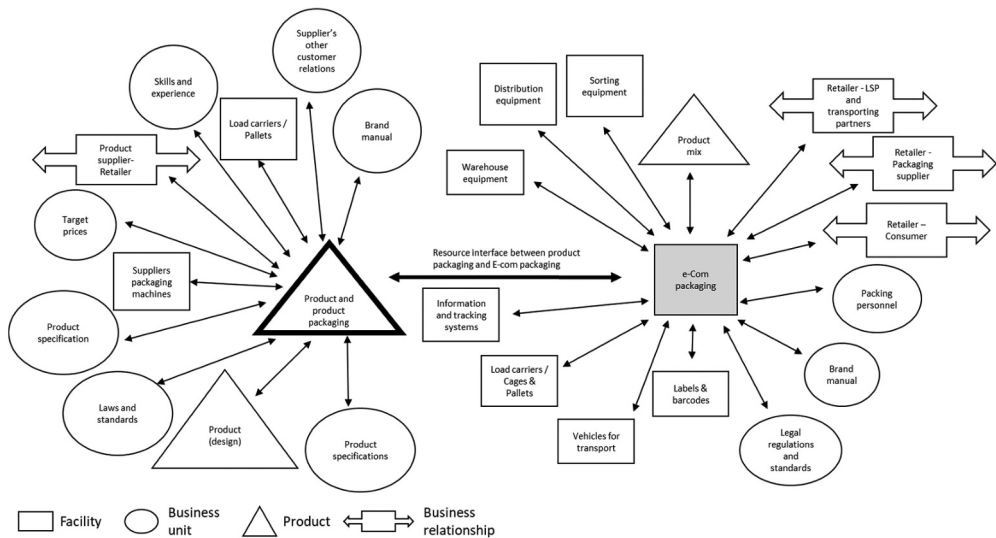 Supplier's
other
customer
relations
Skills and
experience
Load carriers /
Pallets
Brand
manual
Product
supplier-
Retailer
Target
prices
Suppliers
packaging
machines
Product
specification
Laws and
standards
Product
(design)
Product
specifications
Product and
product
packaging
Resource interface between product
packaging and E-com packaging
Distribution
equipment
Sorting
equipment
Product
mix
Warehouse
equipment
Retailer - LSP
and
transporting
partners
Retailer -
Packaging
supplier
Retailer –
Consumer
e-Com
packaging
Packing
personnel
Information
and tracking
systems
Load carriers /
Cages &
Pallets
Vehicles for
transport
Labels &
barcodes
Brand
manual
Legal
regulations
and
standards
Facility
Business
unit
Product
Business
relationship